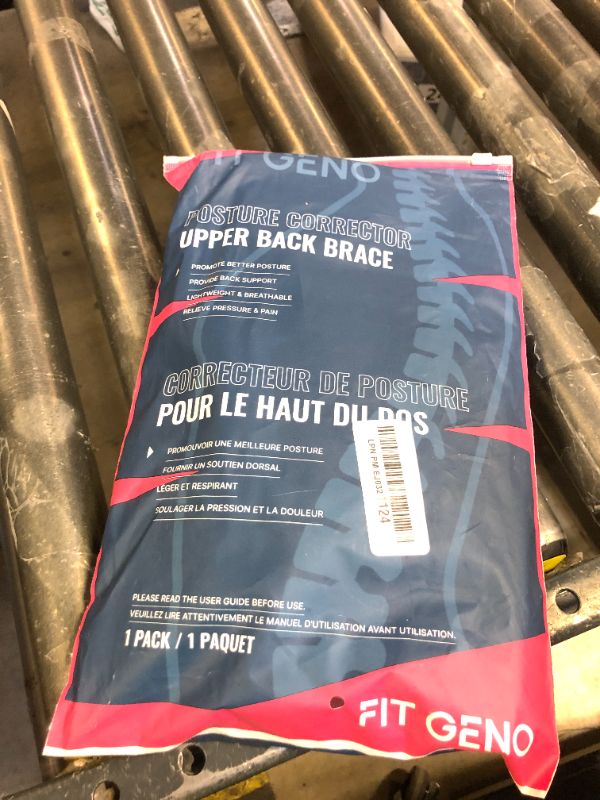 FIT GENO
POSTURE CORRECTOR
UPPER BACK BRACE
PROMOTE BETTER POSTURE
PROVIDE BACK SUPPORT
LIGHTWEIGHT & BREATHABLE
RELIEVE PRESSURE & PAIN
CORRECTEUR DE POSTURE
POUR LE HAUT DU DOS
PROMOUVOIR UNE MEILLEURE POSTURE
FOURNIR UN SOUTIEN DORSAL
LÉGER ET RESPIRANT
SOULAGER LA PRESSION ET LA DOULEUR
124
PLEASE READ THE USER GUIDE BEFORE USE.
VEUILLEZ LIRE ATTENTIVEMENT LE MANUEL D'UTILISATION AVANT UTILISATION.
1 PACK / 1 PAQUET
FIT GENO